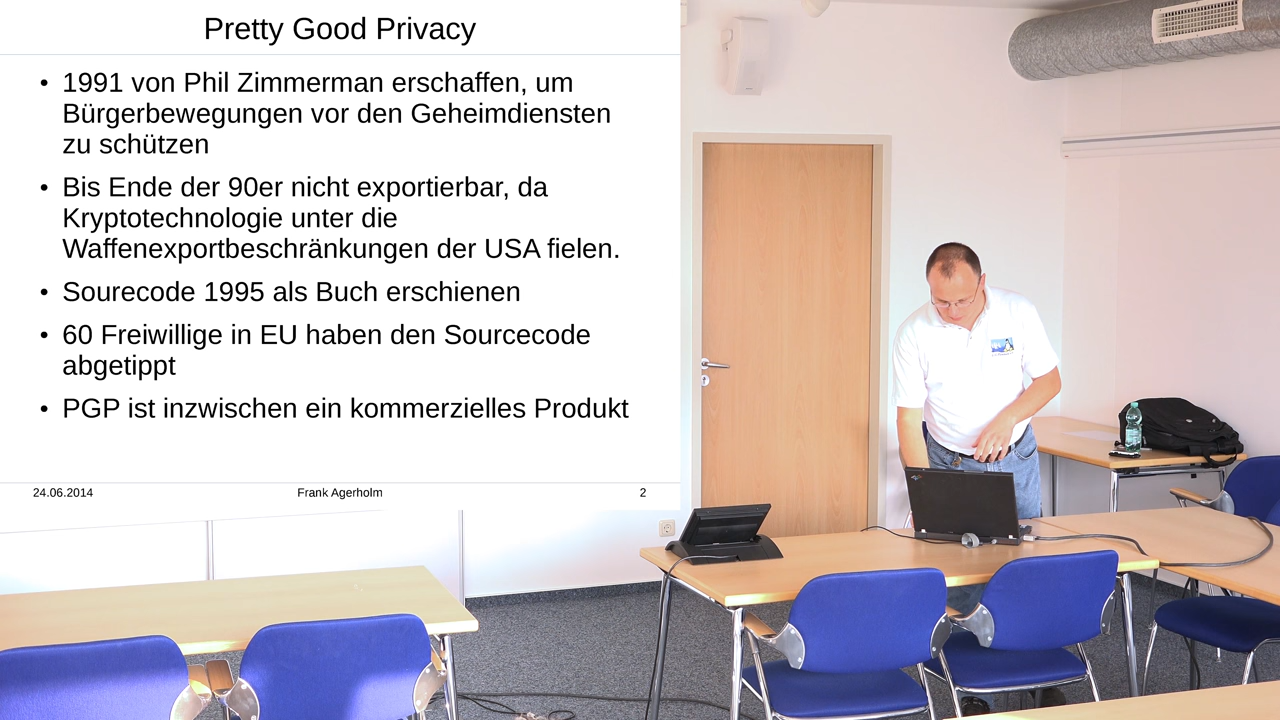 Pretty Good Privacy
• 1991 von Phil Zimmerman erschaffen, um
Bürgerbewegungen vor den Geheimdiensten
zu schützen
• Bis Ende der 90er nicht exportierbar, da
Kryptotechnologie unter die
Waffenexportbeschränkungen der USA fielen.
• Sourecode 1995 als Buch erschienen
• 60 Freiwillige in EU haben den Sourcecode
abgetippt
• PGP ist inzwischen ein kommerzielles Produkt
24.06.2014 Frank Agerholm 2